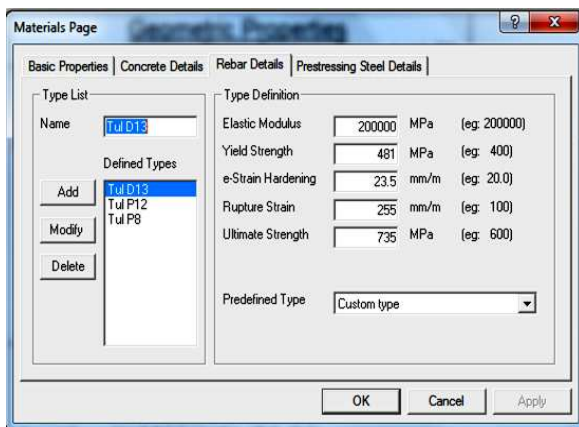 Materials Page
Geometric Properties
Basic Properties Concrete Details Rebar Details Prestressing Steel Details
Type List
Name Tul D13
Defined Types
Tul D13
Tul P12
Tul P8
Add
Modify
Delete
Type Definition
Elastic Modulus 200000 MPa (eg: 200000)
Yield Strength 481 MPa (eg: 400)
e-Strain Hardening 23.5 mm/m (eg: 20.0)
Rupture Strain 255 mm/m (eg: 100)
Ultimate Strength 735 MPa (eg: 600)
Predefined Type Custom type
OK Cancel Apply